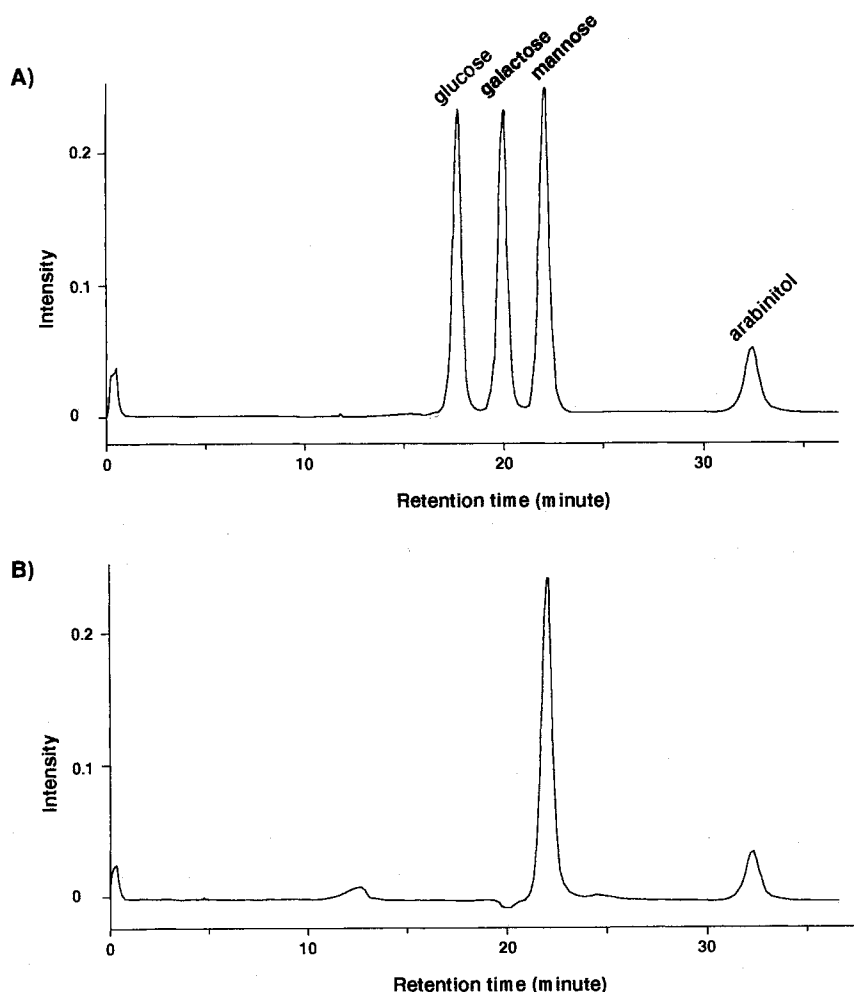 A)
glucose
galactose
mannose
arabinitol
Intensity
0.2
0.1
0
0 10 20 30
Retention time (minute)
B)
Intensity
0.2
0.1
0
0 10 20 30
Retention time (minute)